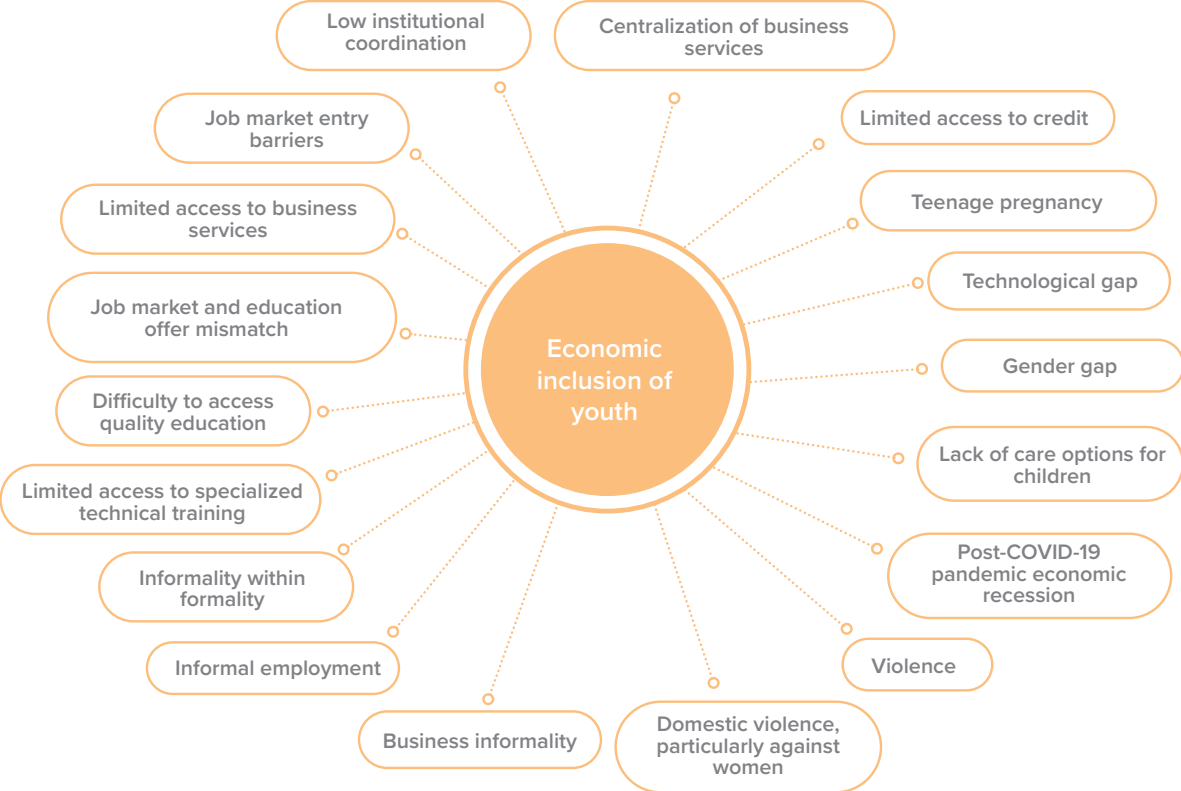 Low institutional
coordination
Centralization of business
services
Job market entry
barriers
Limited access to credit
Limited access to business
services
Teenage pregnancy
Job market and education
offer mismatch
Technological gap
Economic
inclusion of
youth
Gender gap
Difficulty to access
quality education
Lack of care options for
children
Limited access to specialized
technical training
Post-COVID-19
pandemic economic
recession
Informality within
formality
Informal employment
Violence
Business informality
Domestic violence,
particularly against
women